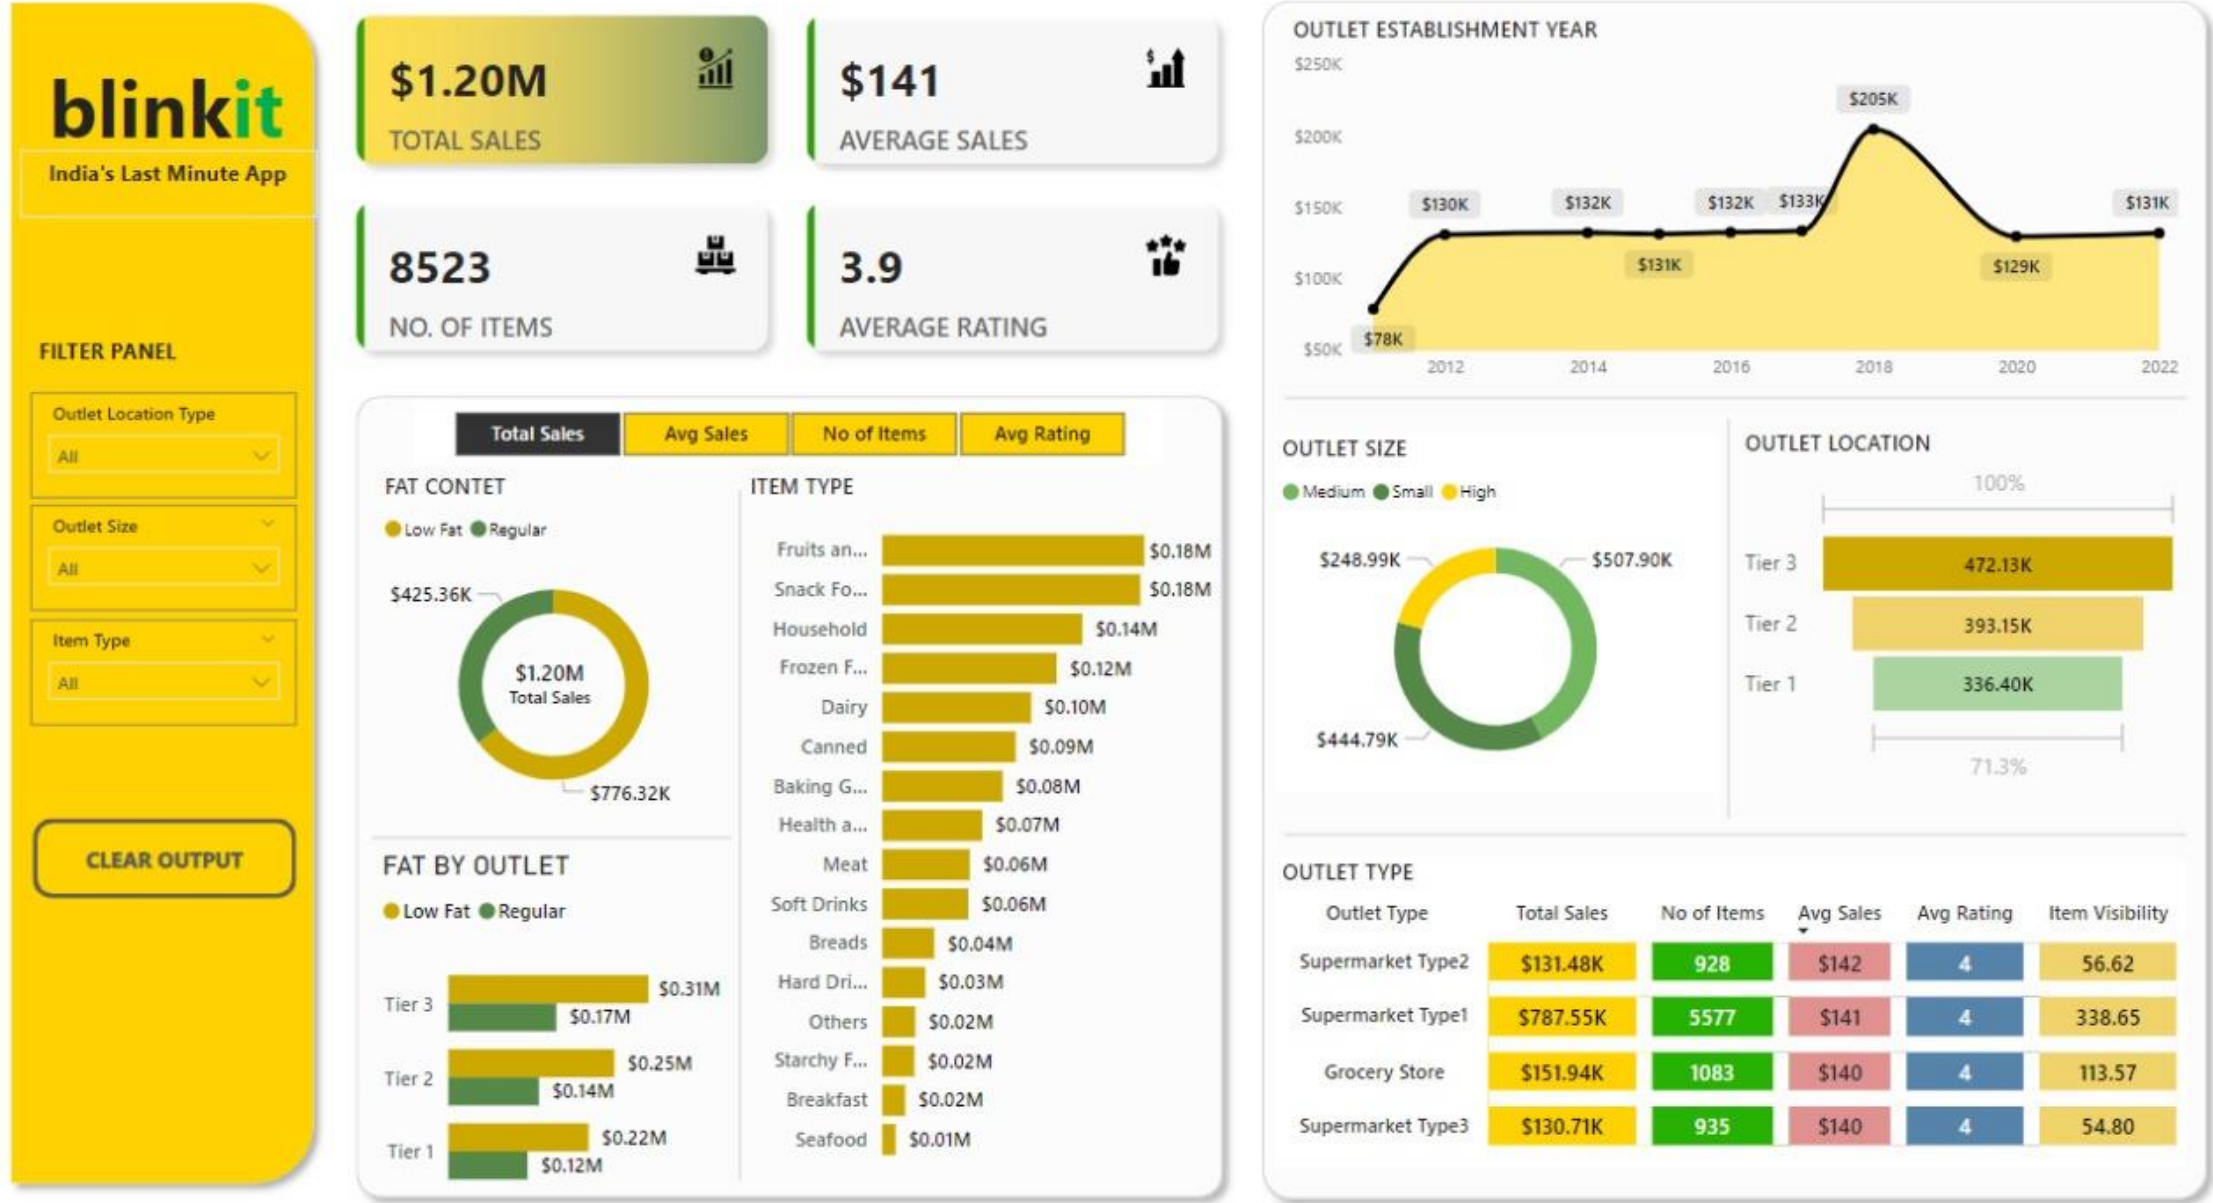 blinkit
India's Last Minute App
FILTER PANEL
Outlet Location Type
All
Outlet Size
All
Item Type
All
CLEAR OUTPUT
$1.20M
TOTAL SALES
$141
AVERAGE SALES
8523
NO. OF ITEMS
3.9
AVERAGE RATING
Total Sales Avg Sales No of Items Avg Rating
FAT CONTET
Low Fat Regular
$425.36K
$1.20M
Total Sales
$776.32K
FAT BY OUTLET
Low Fat Regular
Tier 3 $0.31M
$0.17M
Tier 2 $0.25M
$0.14M
Tier 1 $0.22M
$0.12M
ITEM TYPE
Fruits an... $0.18M
Snack Fo... $0.18M
Household $0.14M
Frozen F... $0.12M
Dairy $0.10M
Canned $0.09M
Baking G... $0.08M
Health a... $0.07M
Meat $0.06M
Soft Drinks $0.06M
Breads $0.04M
Hard Dri... $0.03M
Others $0.02M
Starchy F... $0.02M
Breakfast $0.02M
Seafood $0.01M
OUTLET ESTABLISHMENT YEAR
$250K
$200K
$150K
$100K
$50K
$78K
$130K
$132K
$131K
$132K
$133K
$205K
$129K
$131K
2012 2014 2016 2018 2020 2022
OUTLET SIZE
Medium Small High
$248.99K
$507.90K
$444.79K
OUTLET LOCATION
100%
Tier 3 472.13K
Tier 2 393.15K
Tier 1 336.40K
71.3%
OUTLET TYPE
Outlet Type Total Sales No of Items Avg Sales Avg Rating Item Visibility
Supermarket Type2 $131.48K 928 $142 4 56.62
Supermarket Type1 $787.55K 5577 $141 4 338.65
Grocery Store $151.94K 1083 $140 4 113.57
Supermarket Type3 $130.71K 935 $140 4 54.80